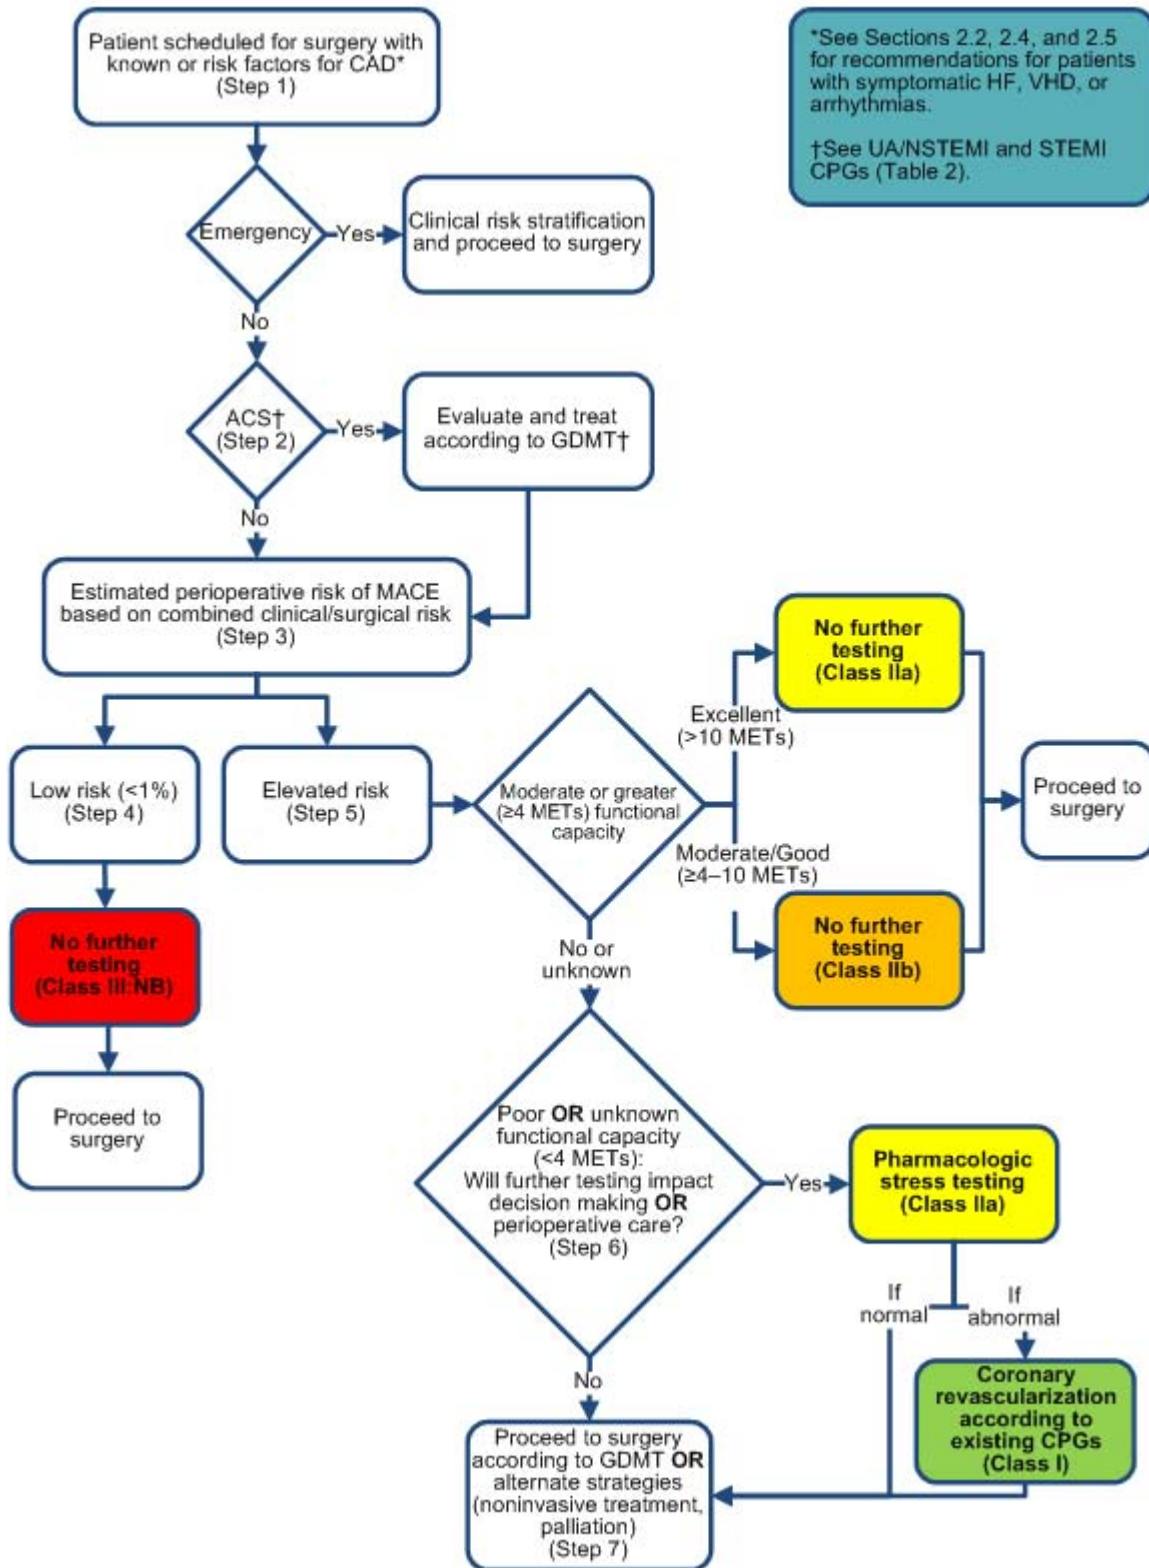 Patient scheduled for surgery with
known or risk factors for CAD*
(Step 1)
*See Sections 2.2, 2.4, and 2.5
for recommendations for patients
with symptomatic HF, VHD, or
arrhythmias.
†See UA/NSTEMI and STEMI
CPGs (Table 2).
Emergency
Yes
Clinical risk stratification
and proceed to surgery
No
ACS†
(Step 2)
Yes
Evaluate and treat
according to GDMT†
No
Estimated perioperative risk of MACE
based on combined clinical/surgical risk
(Step 3)
Low risk (<1%)
(Step 4)
Elevated risk
(Step 5)
Moderate or greater
(≥4 METs) functional
capacity
Excellent
(>10 METs)
No further
testing
(Class IIa)
Moderate/Good
(≥4–10 METs)
No further
testing
(Class IIb)
Proceed to
surgery
No further
testing
(Class III:NB)
Proceed to
surgery
No or
unknown
Poor OR unknown
functional capacity
(<4 METs):
Will further testing impact
decision making OR
perioperative care?
(Step 6)
Yes
Pharmacologic
stress testing
(Class IIa)
If
normal
If
abnormal
Coronary
revascularization
according to
existing CPGs
(Class I)
No
Proceed to surgery
according to GDMT OR
alternate strategies
(noninvasive treatment,
palliation)
(Step 7)